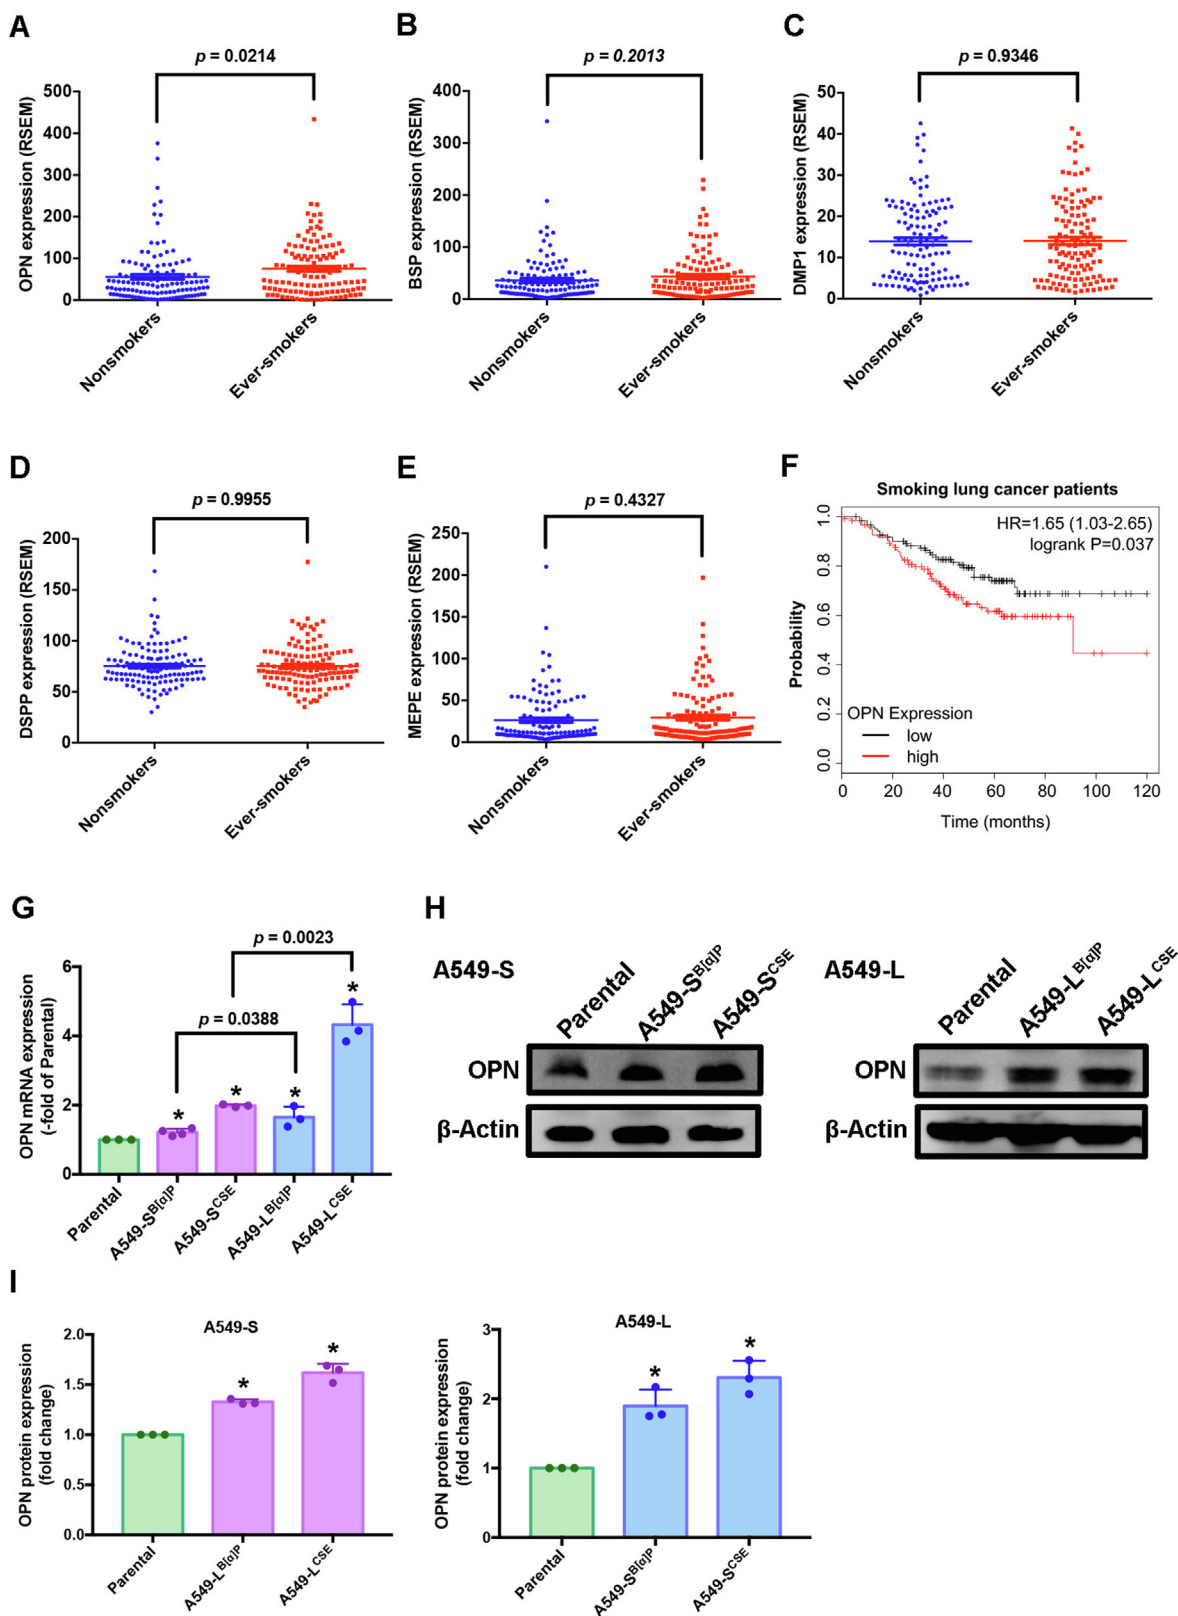 A
p = 0.0214
OPN expression (RSEM)
500
400
300
200
100
0
Nonsmokers
Ever-smokers
B
p = 0.2013
BSP expression (RSEM)
400
300
200
100
0
Nonsmokers
Ever-smokers
C
p = 0.9346
DMP1 expression (RSEM)
50
40
30
20
10
0
Nonsmokers
Ever-smokers
D
p = 0.9955
DSPP expression (RSEM)
200
150
100
50
0
Nonsmokers
Ever-smokers
E
p = 0.4327
MEPE expression (RSEM)
250
200
150
100
50
0
Nonsmokers
Ever-smokers
F
Smoking lung cancer patients
HR=1.65 (1.03-2.65)
logrank P=0.037
Probability
1.0
0.8
0.6
0.4
0.2
0.0
OPN Expression
low
high
0 20 40 60 80 100 120
Time (months)
G
p = 0.0023
p = 0.0388
OPN mRNA expression
(-fold of Parental)
6
4
2
0
* * * *
Parental
A549-S^B[α]P
A549-S^CSE
A549-L^B[α]P
A549-L^CSE
H
A549-S
Parental
A549-S^B[α]P
A549-S^CSE
OPN
β-Actin
A549-L
Parental
A549-L^B[α]P
A549-L^CSE
OPN
β-Actin
I
A549-S
OPN protein expression
(fold change)
2.0
1.5
1.0
0.5
0.0
* *
Parental
A549-L^B[α]P
A549-L^CSE
A549-L
OPN protein expression
(fold change)
3
2
1
0
* *
Parental
A549-S^B[α]P
A549-S^CSE